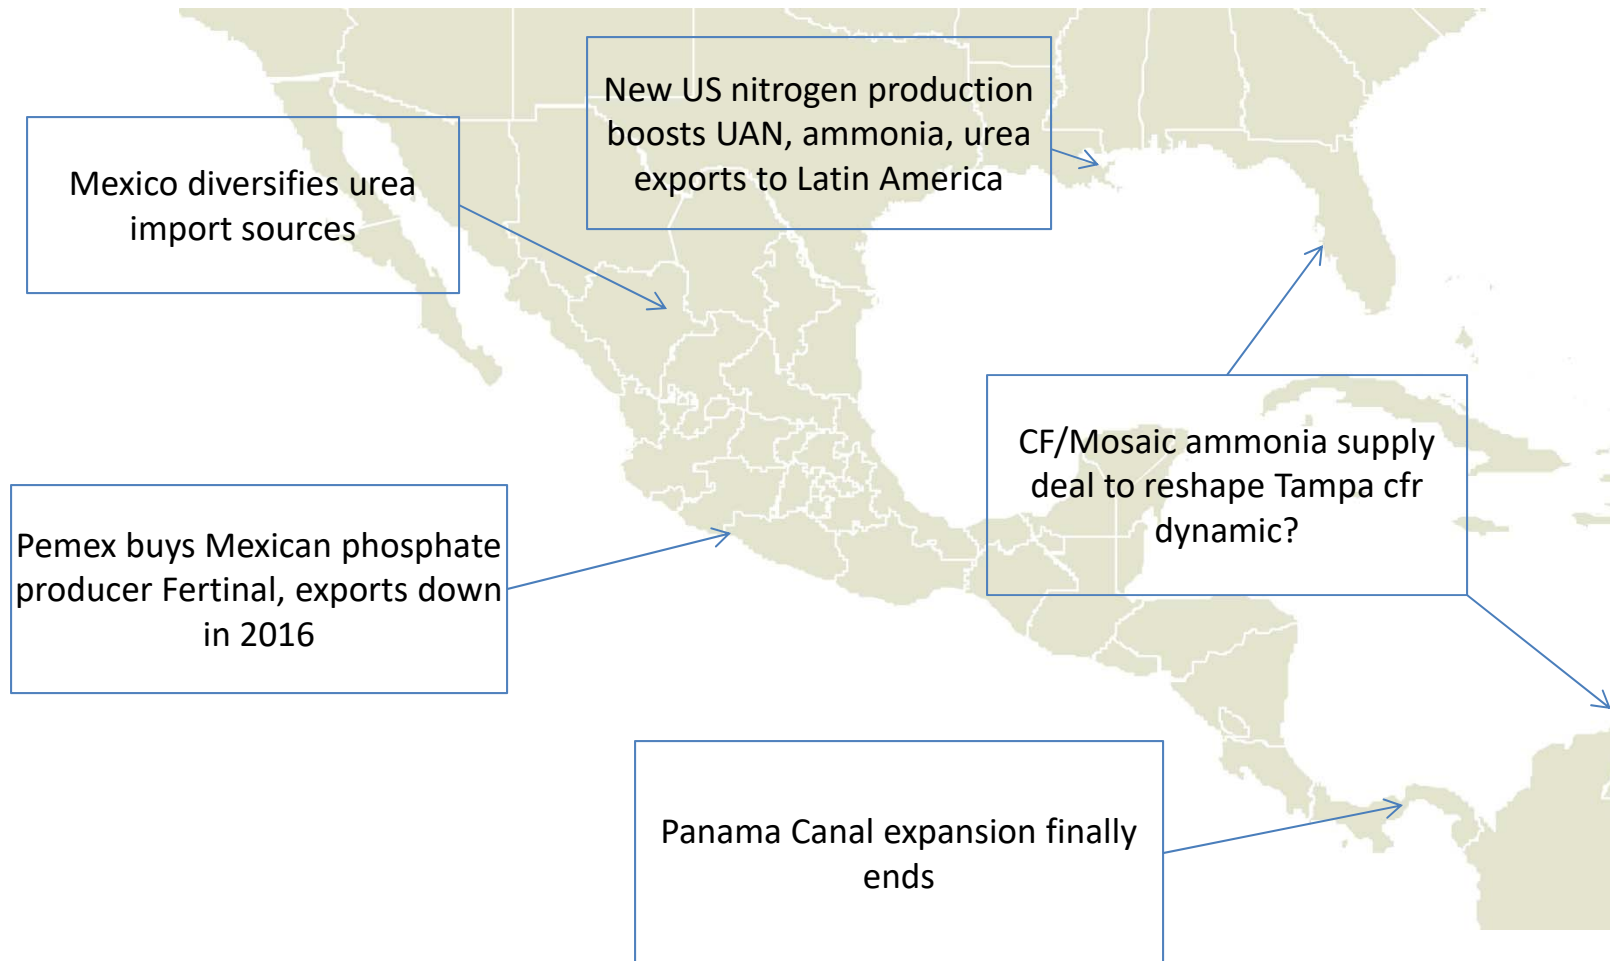 New US nitrogen production
boosts UAN, ammonia, urea
exports to Latin America
Mexico diversifies urea
import sources
CF/Mosaic ammonia supply
deal to reshape Tampa cfr
dynamic?
Pemex buys Mexican phosphate
producer Fertinal, exports down
in 2016
Panama Canal expansion finally
ends